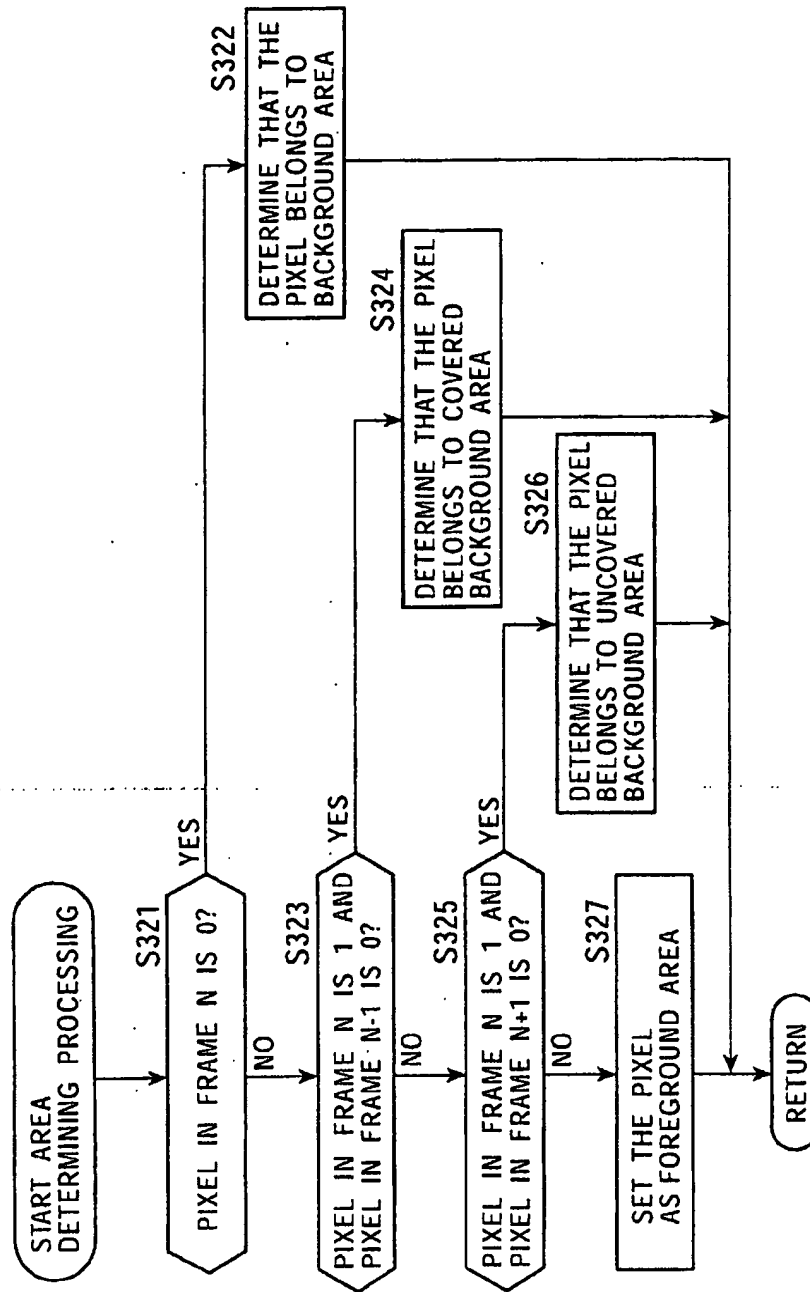 START AREA
DETERMINING PROCESSING
S321
PIXEL IN FRAME N IS 0?
YES
NO
S322
DETERMINE THAT THE
PIXEL BELONGS TO
BACKGROUND AREA
S323
PIXEL IN FRAME N IS 1 AND
PIXEL IN FRAME N-1 IS 0?
YES
NO
S324
DETERMINE THAT THE PIXEL
BELONGS TO COVERED
BACKGROUND AREA
S325
PIXEL IN FRAME N IS 1 AND
PIXEL IN FRAME N+1 IS 0?
YES
NO
S326
DETERMINE THAT THE PIXEL
BELONGS TO UNCOVERED
BACKGROUND AREA
S327
SET THE PIXEL
AS FOREGROUND AREA
RETURN